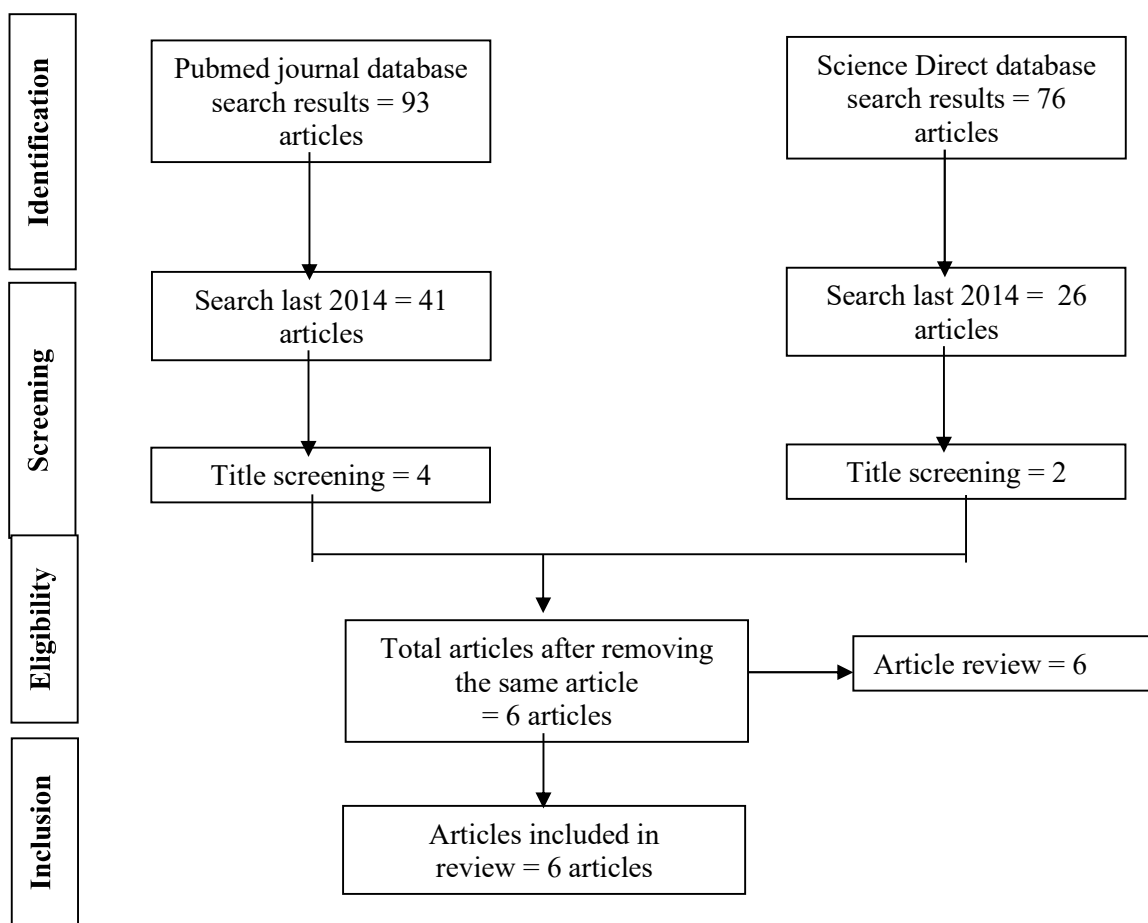 Identification
Pubmed journal database
search results = 93
articles
Science Direct database
search results = 76
articles
Screening
Search last 2014 = 41
articles
Search last 2014 =  26
articles
Title screening = 4
Title screening = 2
Eligibility
Total articles after removing
the same article
= 6 articles
Article review = 6
Inclusion
Articles included in
review = 6 articles